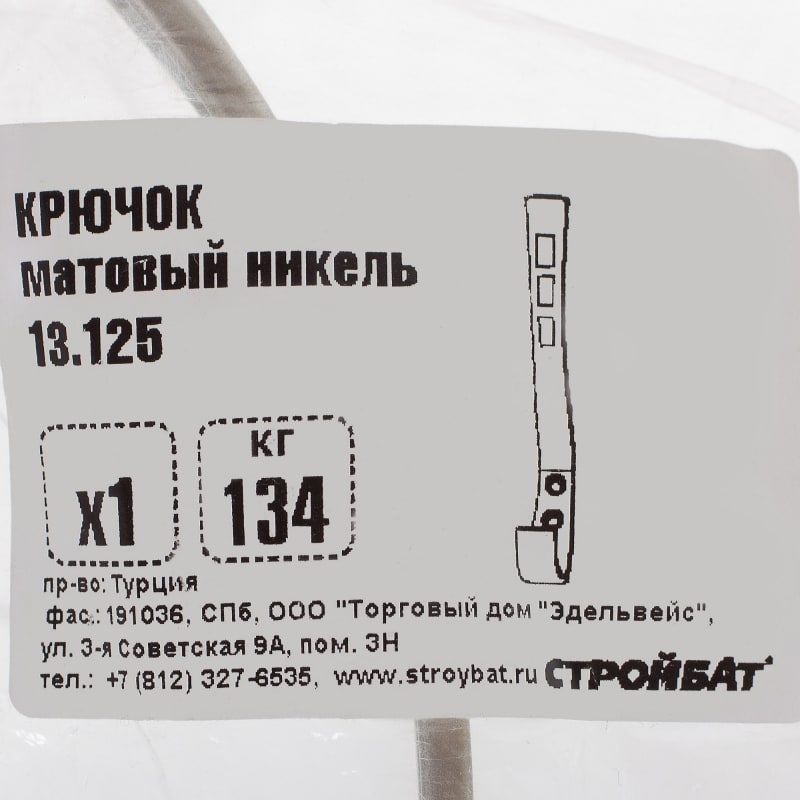 КРЮЧОК
матовый никель
13.125
x1
КГ
134
пр-во: Турция
фас.: 191036, СПб, ООО "Торговый дом "Эдельвейс",
ул. 3-я Советская 9А, пом. 3Н
тел.: +7 (812) 327-6535, www.stroybat.ru СТРОЙБАТ